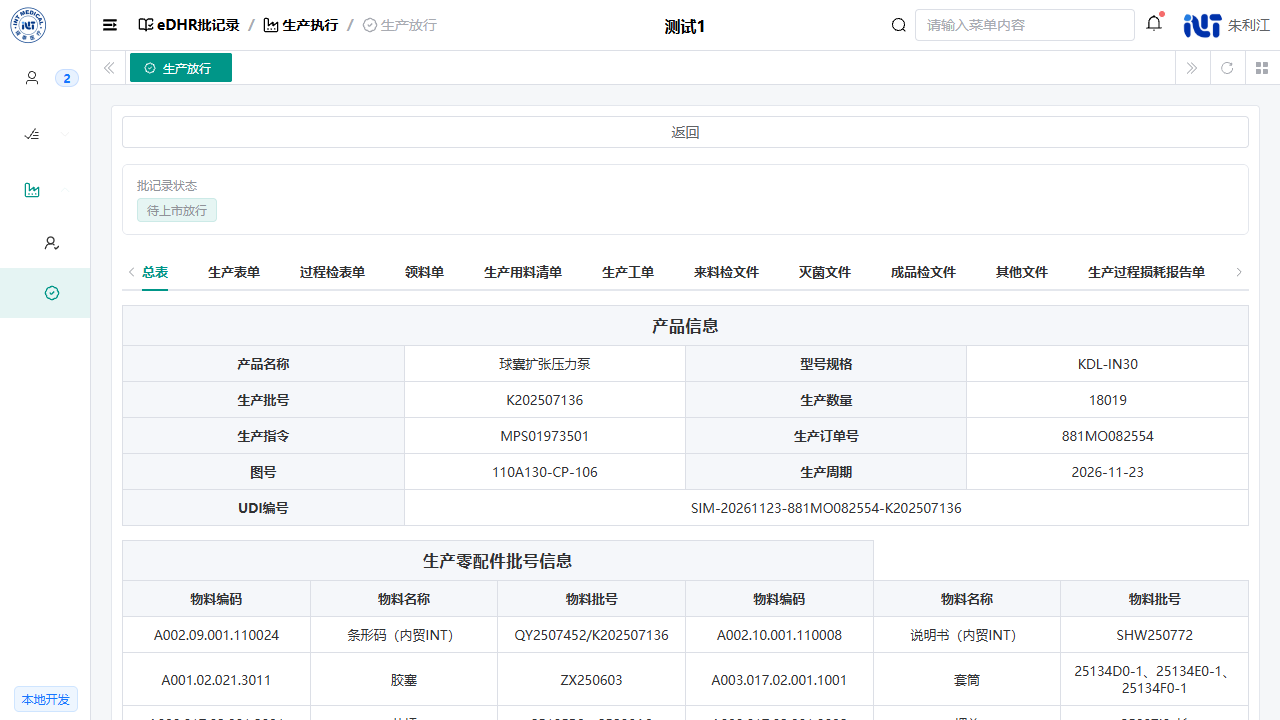 INT MEDICAL
iNT
eDHR批记录 / 生产执行 / 生产放行
测试1
请输入菜单内容
iNT 朱利江
2
生产放行
返回
批记录状态
待上市放行
总表 生产表单 过程检表单 领料单 生产用料清单 生产工单 来料检文件 灭菌文件 成品检文件 其他文件 生产过程损耗报告单
产品信息
产品名称 球囊扩张压力泵 型号规格 KDL-IN30
生产批号 K202507136 生产数量 18019
生产指令 MPS01973501 生产订单号 881MO082554
图号 110A130-CP-106 生产周期 2026-11-23
UDI编号 SIM-20261123-881MO082554-K202507136
生产零配件批号信息
物料编码 物料名称 物料批号 物料编码 物料名称 物料批号
A002.09.001.110024 条形码（内贸INT） QY2507452/K202507136 A002.10.001.110008 说明书（内贸INT） SHW250772
A001.02.021.3011 胶塞 ZX250603 A003.017.02.001.1001 套筒 25134D0-1、25134E0-1、
25134F0-1
本地开发